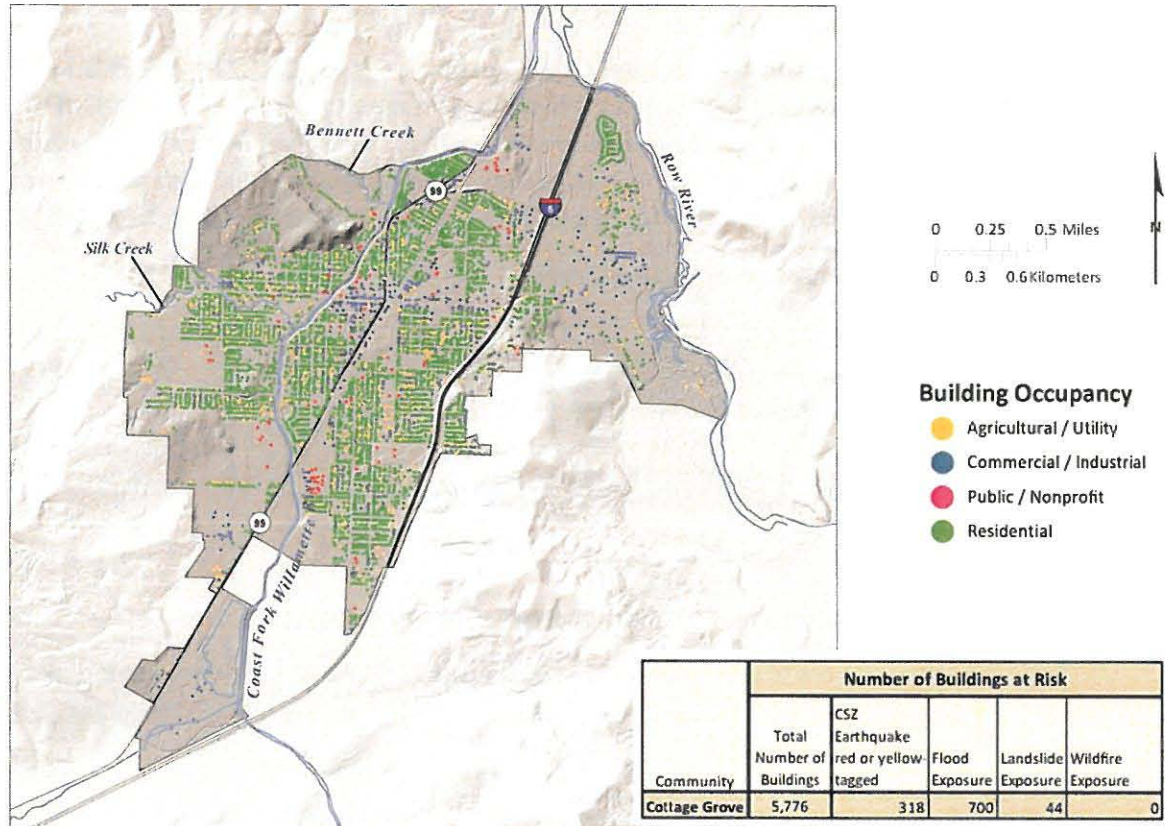 Bennett Creek
99
Row River
5
Silk Creek
0 0.25 0.5 Miles
0 0.3 0.6 Kilometers
N
Building Occupancy
Agricultural / Utility
Commercial / Industrial
Public / Nonprofit
Residential
99
Coast Fork Willamette River
Number of Buildings at Risk
Community
Total
Number of
Buildings
CSZ
Earthquake
red or yellow-
tagged
Flood
Exposure
Landslide
Exposure
Wildfire
Exposure
Cottage Grove 5,776 318 700 44 0